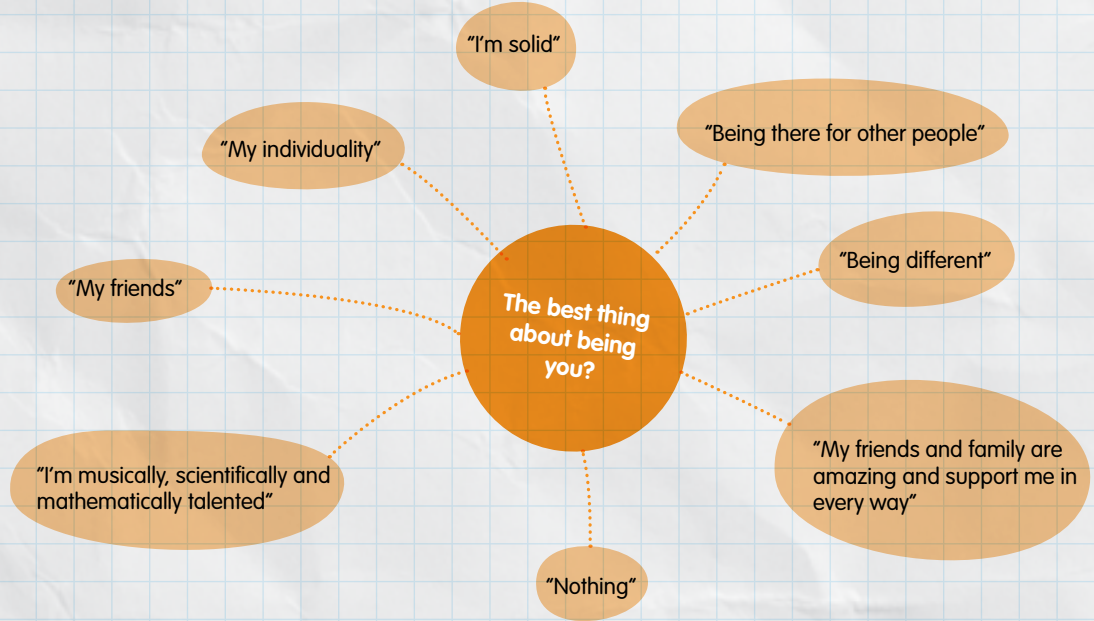 "I'm solid"
"Being there for other people"
"My individuality"
"Being different"
"My friends"
The best thing
about being
you?
"My friends and family are
amazing and support me in
every way"
"I'm musically, scientifically and
mathematically talented"
"Nothing"